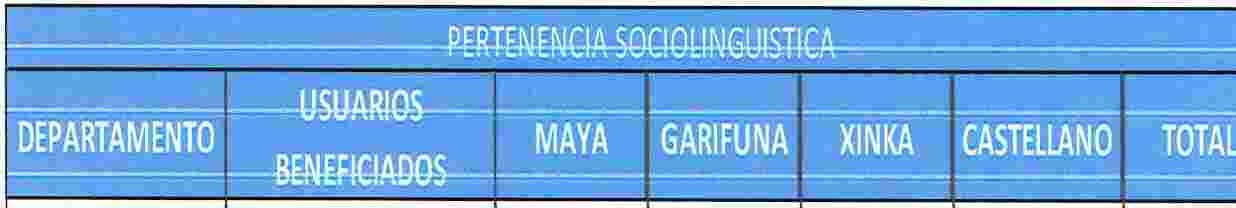 PERTENENCIA SOCIOLINGUISTICA
DEPARTAMENTO
USUARIOS
BENEFICIADOS
MAYA
GARIFUNA
XINKA
CASTELLANO
TOTAL